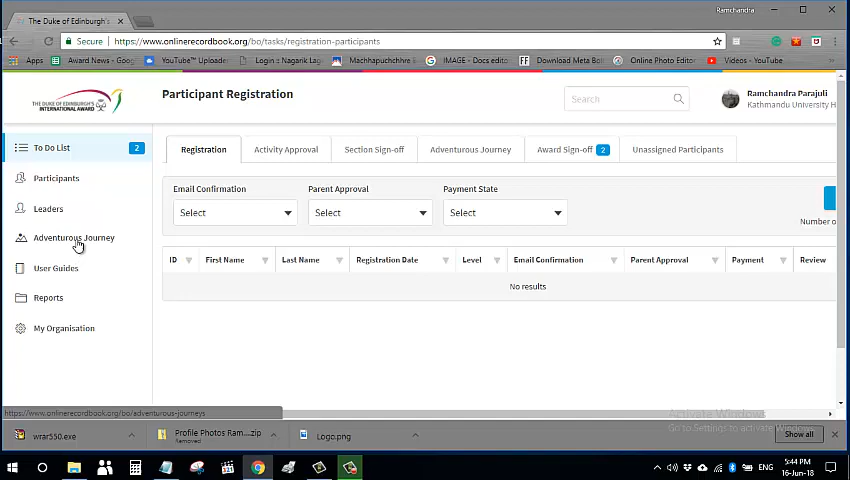 Ramchandra
The Duke of Edinburgh's
Secure
https://www.onlinerecordbook.org/bo/tasks/registration-participants
Apps
Award News - Goog
YouTube™ Uploader
Login :: Nagarik Lag
Machhapuchchhre
IMAGE - Docs edito
Download Meta Bol
Online Photo Editor
Videos - YouTube
THE DUKE OF EDINBURGH'S
INTERNATIONAL AWARD
Participant Registration
Search
Ramchandra Parajuli
Kathmandu University H
To Do List
2
Participants
Leaders
Adventurous Journey
User Guides
Reports
My Organisation
Registration
Activity Approval
Section Sign-off
Adventurous Journey
Award Sign-off 2
Unassigned Participants
Email Confirmation
Parent Approval
Payment State
Select
Select
Select
Number o
ID
First Name
Last Name
Registration Date
Level
Email Confirmation
Parent Approval
Payment
Review
No results
https://www.onlinerecordbook.org/bo/adventurous-journeys
Activate Windows
Go to Settings to activate Windows.
wrar550.exe
Profile Photos Ram....zip
Removed
Logo.png
Show all
ENG
5:44 PM
16-Jun-18